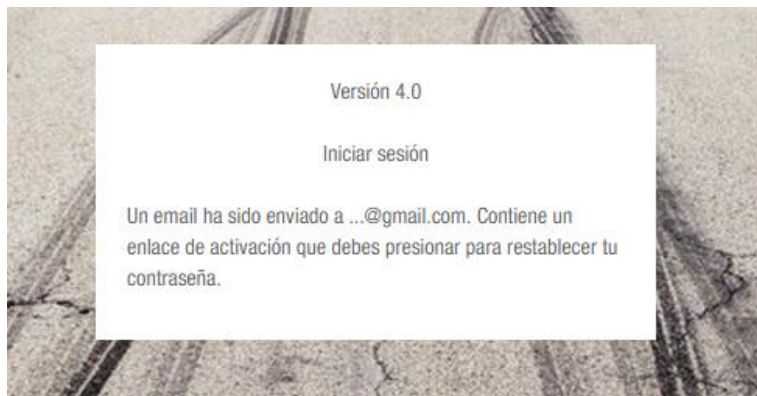 Versión 4.0
Iniciar sesión
Un email ha sido enviado a ...@gmail.com. Contiene un
enlace de activación que debes presionar para restablecer tu
contraseña.